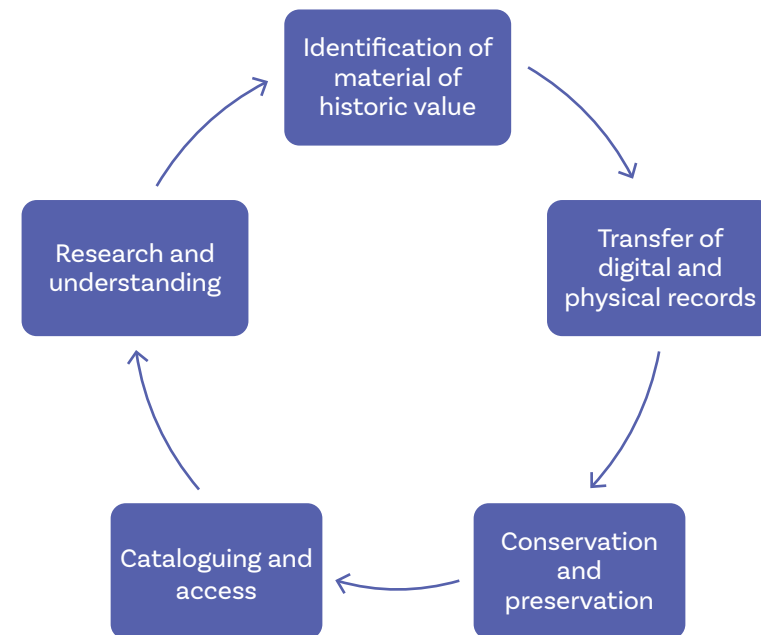 Identification of
material of
historic value
Transfer of
digital and
physical records
Conservation
and
preservation
Cataloguing and
access
Research and
understanding